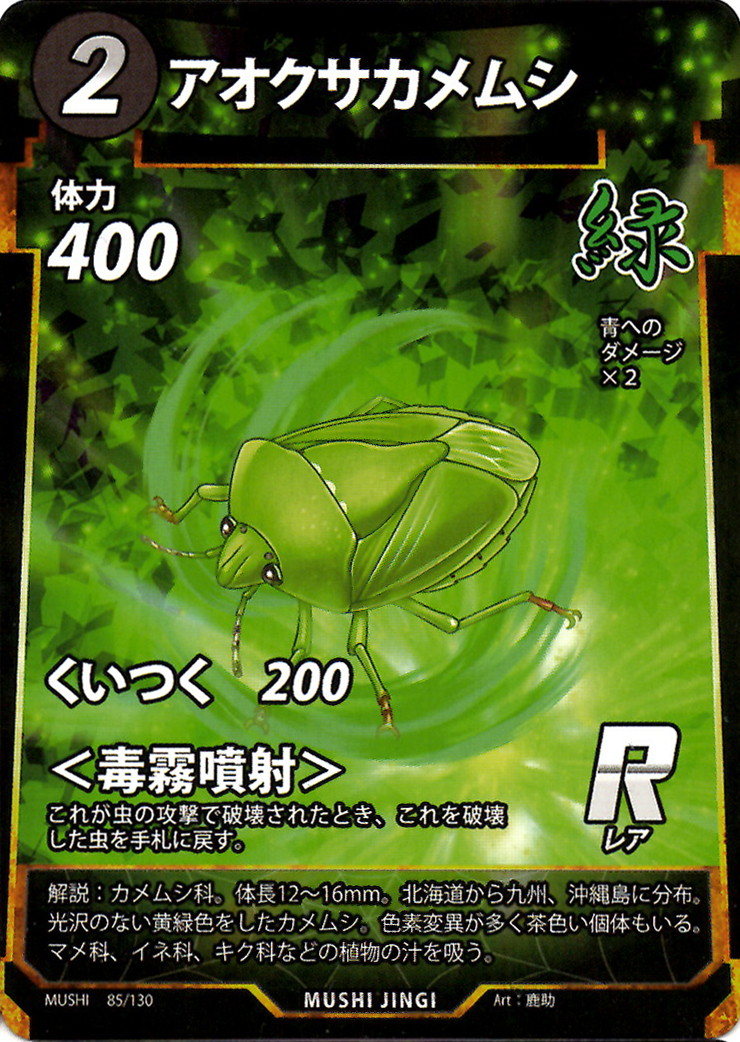 2 アオクサカメムシ
体力
400
緑
青への
ダメージ
×2
くいつく 200
＜毒霧噴射＞
これが虫の攻撃で破壊されたとき、これを破壊
した虫を手札に戻す。
R
レア
解説：カメムシ科。体長12～16mm。北海道から九州、沖縄島に分布。
光沢のない黄緑色をしたカメムシ。色素変異が多く茶色い個体もいる。
マメ科、イネ科、キク科などの植物の汁を吸う。
MUSHI 85/130 MUSHI JINGI Art：鹿助